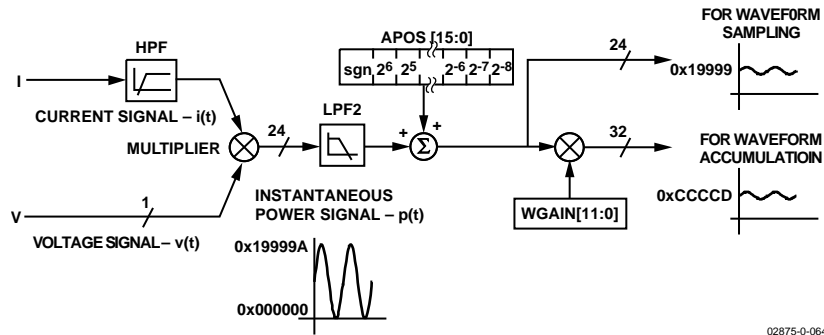 FOR WAVEF0RM
SAMPLING
APOS [15:0]
24
HPF
0x19999
sgn 2⁶ 2⁵ 2⁻⁶ 2⁻⁷ 2⁻⁸
I
LPF2
CURRENT SIGNAL – i(t)
+ +
MULTIPLIER
24
Σ
32
FOR WAVEFORM
ACCUMULATIOIN
1
INSTANTANEOUS
POWER SIGNAL – p(t)
0xCCCCD
WGAIN[11:0]
V
VOLTAGE SIGNAL– v(t)
0x19999A
0x000000
02875-0-064